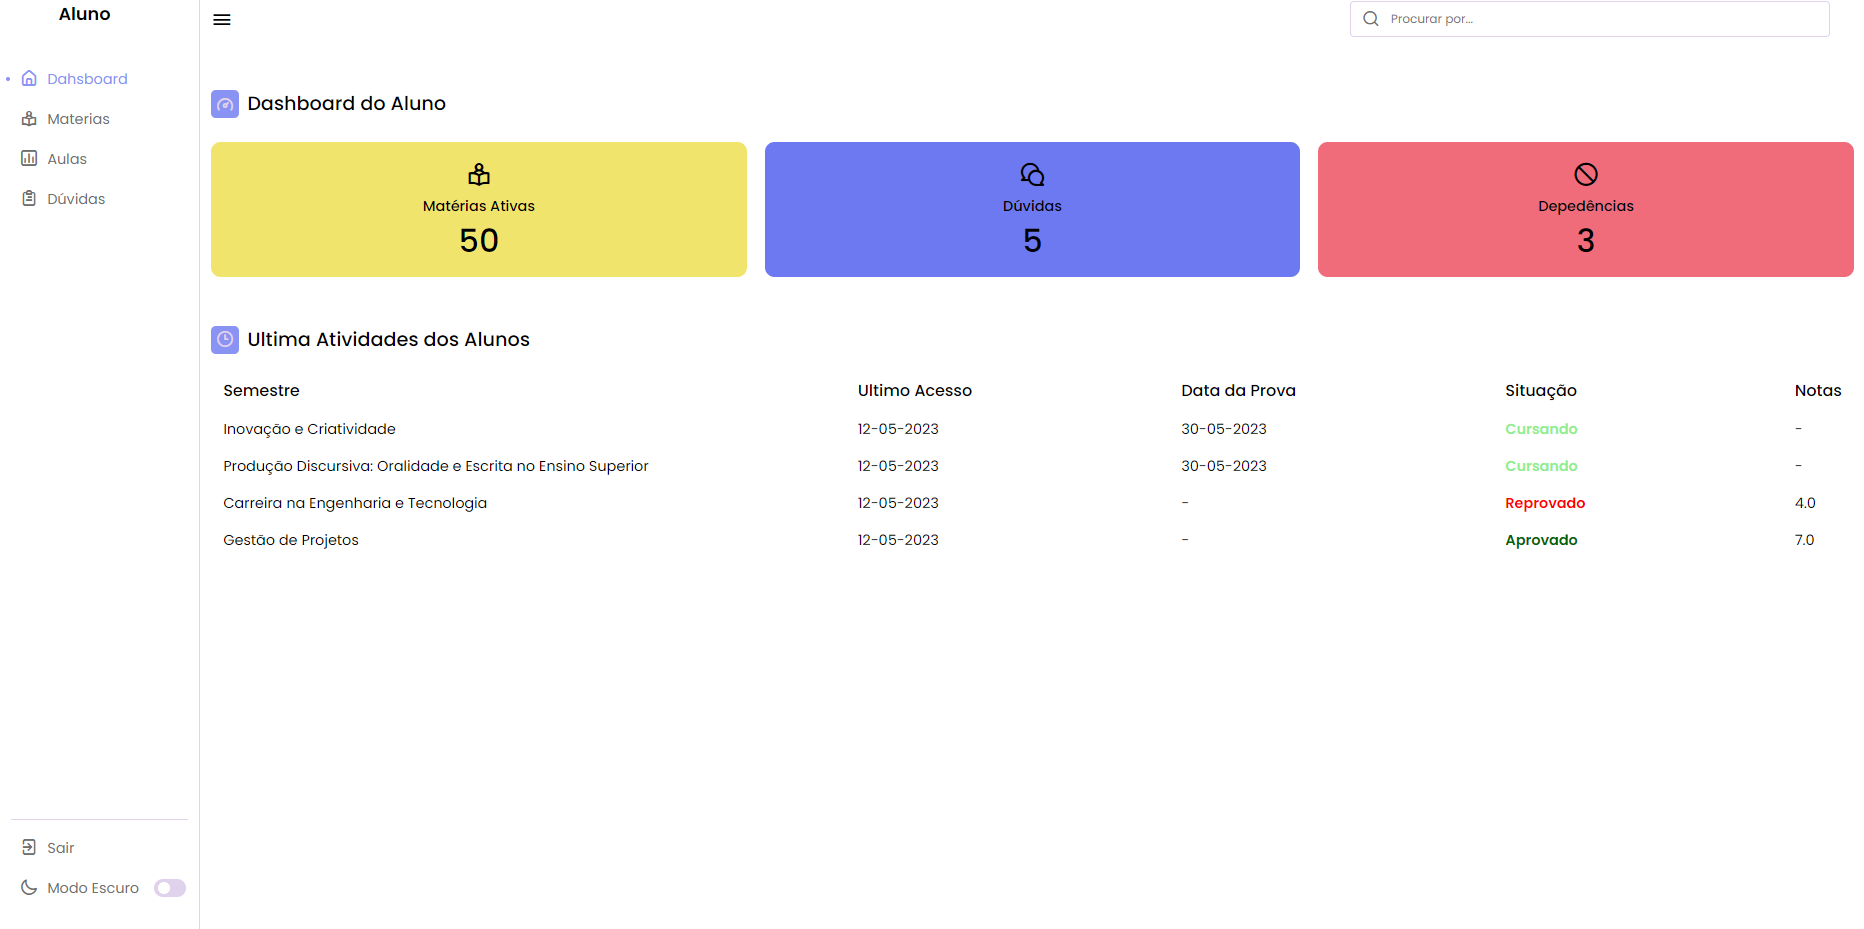 Aluno
Dahsboard
Materias
Aulas
Dúvidas
Sair
Modo Escuro
Procurar por...
Dashboard do Aluno
Matérias Ativas
50
Dúvidas
5
Depedências
3
Ultima Atividades dos Alunos
Semestre Ultimo Acesso Data da Prova Situação Notas
Inovação e Criatividade 12-05-2023 30-05-2023 Cursando -
Produção Discursiva: Oralidade e Escrita no Ensino Superior 12-05-2023 30-05-2023 Cursando -
Carreira na Engenharia e Tecnologia 12-05-2023 - Reprovado 4.0
Gestão de Projetos 12-05-2023 - Aprovado 7.0